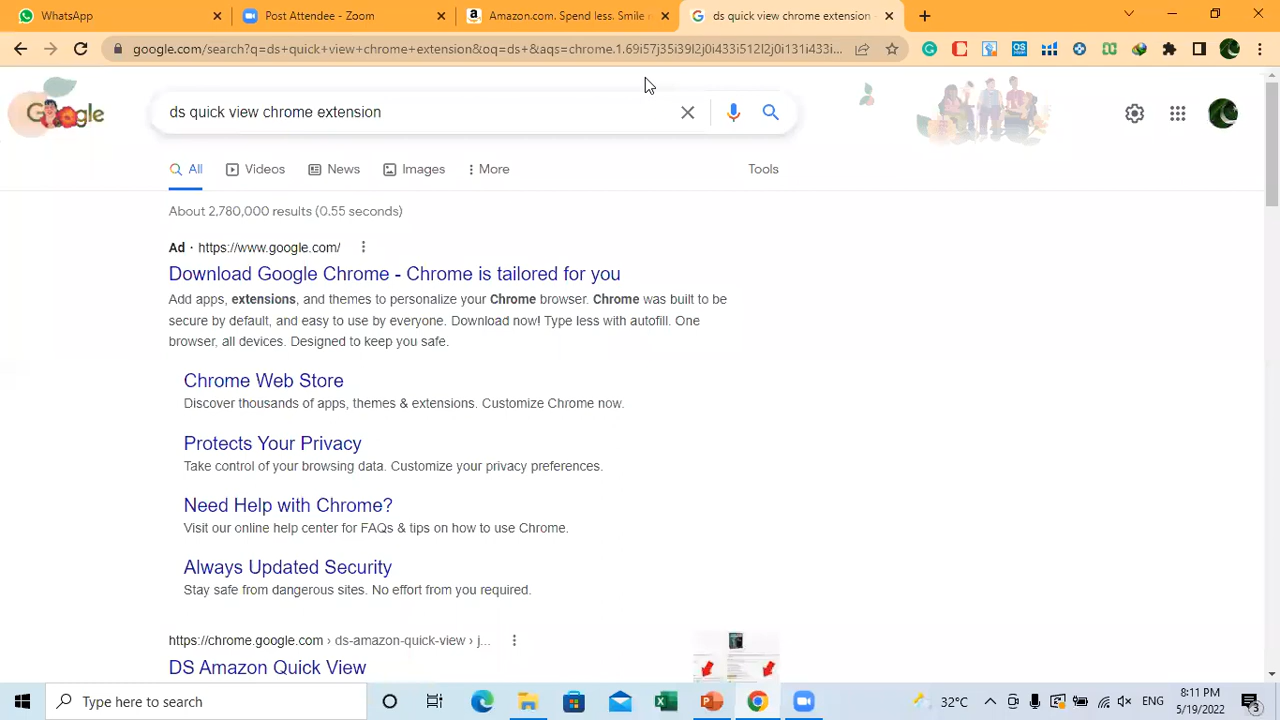 WhatsApp
Post Attendee - Zoom
Amazon.com. Spend less. Smile
ds quick view chrome extension -
google.com/search?q=ds+quick+view+chrome+extension&oq=ds+&aqs=chrome.1.69i57j35i39l2j0i433i512l2j0i131i433i...
Google
ds quick view chrome extension
All
Videos
News
Images
More
Tools
About 2,780,000 results (0.55 seconds)
Ad · https://www.google.com/
Download Google Chrome - Chrome is tailored for you
Add apps, extensions, and themes to personalize your Chrome browser. Chrome was built to be
secure by default, and easy to use by everyone. Download now! Type less with autofill. One
browser, all devices. Designed to keep you safe.
Chrome Web Store
Discover thousands of apps, themes & extensions. Customize Chrome now.
Protects Your Privacy
Take control of your browsing data. Customize your privacy preferences.
Need Help with Chrome?
Visit our online help center for FAQs & tips on how to use Chrome.
Always Updated Security
Stay safe from dangerous sites. No effort from you required.
https://chrome.google.com › ds-amazon-quick-view › j...
DS Amazon Quick View
Type here to search
32°C
ENG
8:11 PM
5/19/2022
3